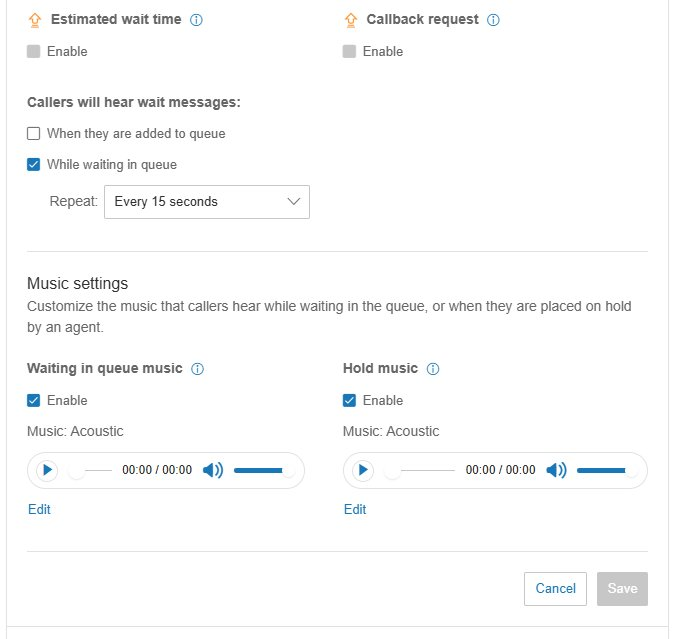 Estimated wait time
Callback request
Enable
Enable
Callers will hear wait messages:
When they are added to queue
While waiting in queue
Repeat: Every 15 seconds
Music settings
Customize the music that callers hear while waiting in the queue, or when they are placed on hold
by an agent.
Waiting in queue music
Hold music
Enable
Enable
Music: Acoustic
Music: Acoustic
00:00 / 00:00
00:00 / 00:00
Edit
Edit
Cancel
Save